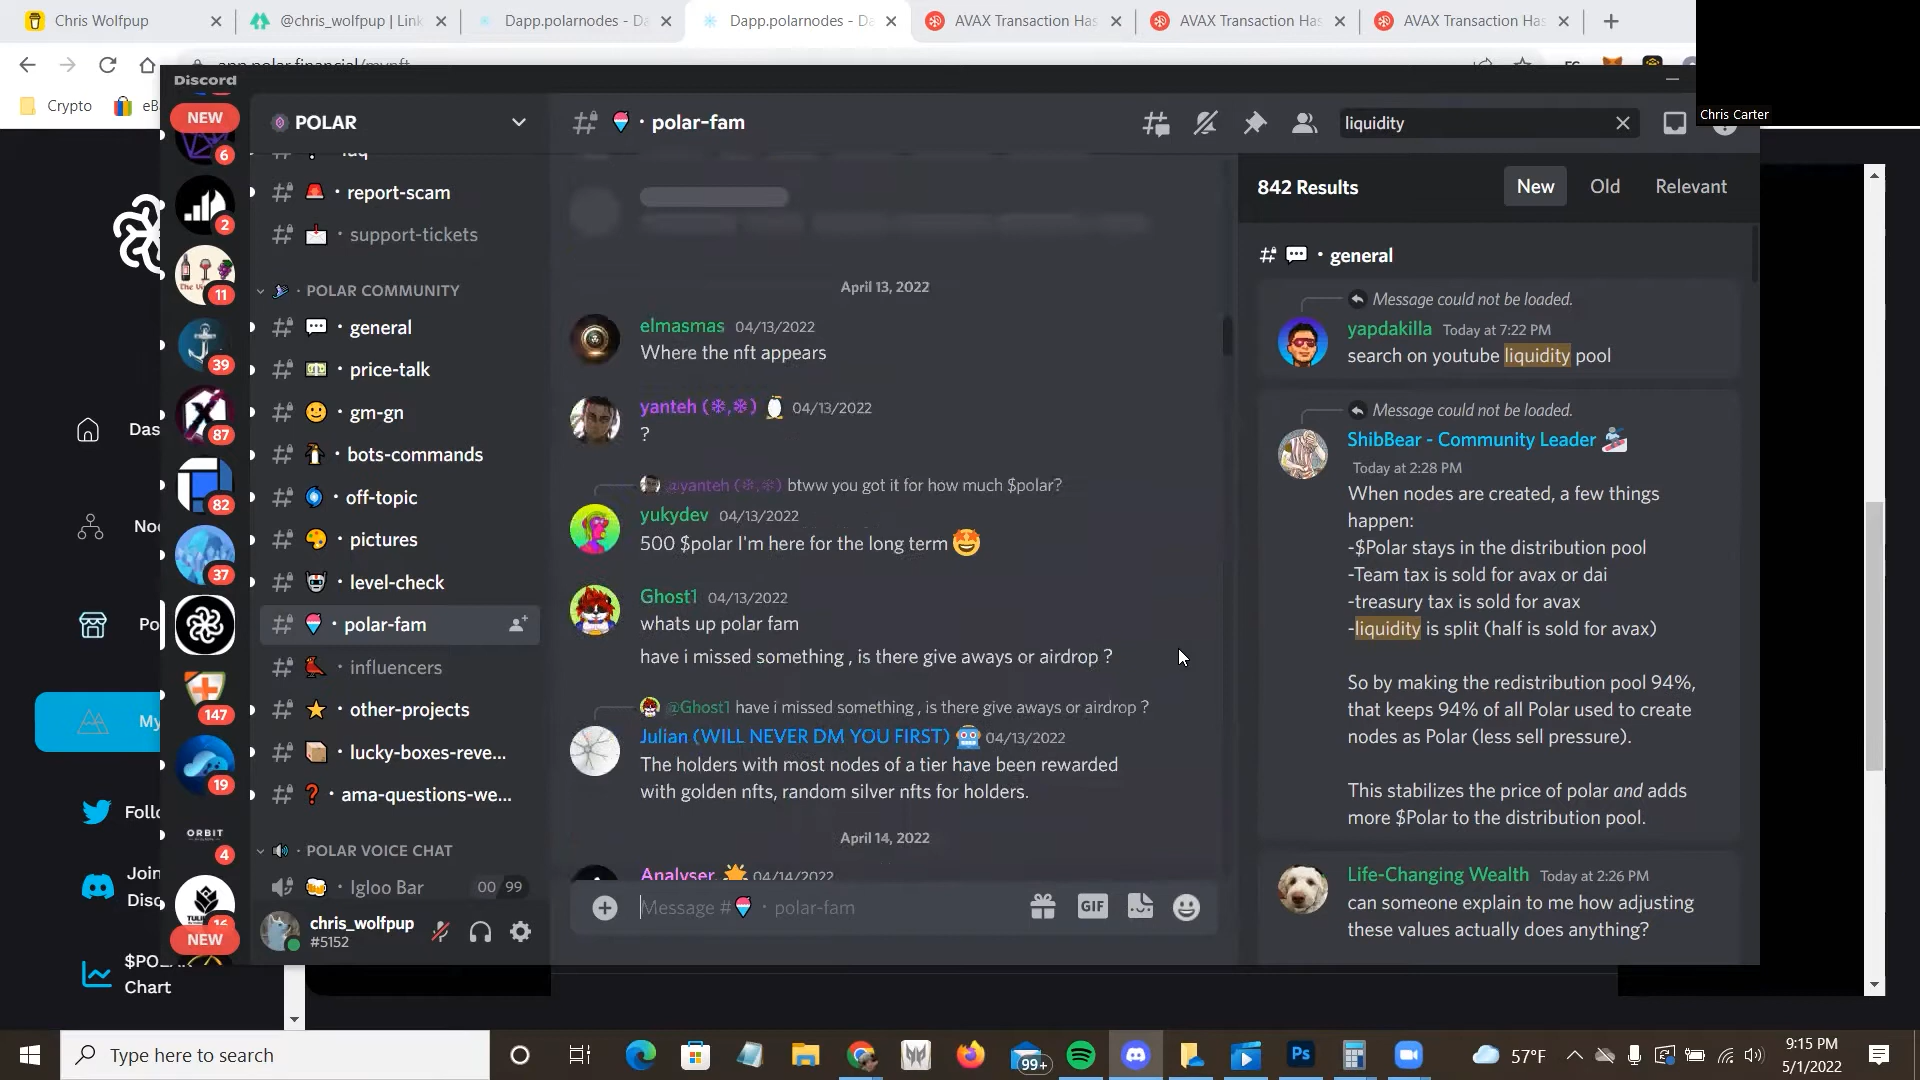 Chris Wolfpup
@chris_wolfpup | Link
Dapp.polarnodes - Da
Dapp.polarnodes - Da
AVAX Transaction Has
AVAX Transaction Has
AVAX Transaction Has
app.polar.financial/mynft
Crypto
eB
Chris Carter
Discord
NEW
6
2
11
39
87
82
37
147
19
ORBIT
4
16
NEW
Das
No
Po
My
Follo
Join
Disc
$POLA
Chart
POLAR
faq
# report-scam
# support-tickets
POLAR COMMUNITY
# general
# price-talk
# gm-gn
# bots-commands
# off-topic
# pictures
# level-check
# polar-fam
# influencers
# other-projects
# lucky-boxes-reve...
# ama-questions-we...
POLAR VOICE CHAT
Igloo Bar 00 99
chris_wolfpup
#5152
# · polar-fam
liquidity
April 13, 2022
elmasmas 04/13/2022
Where the nft appears
yanteh (❄,❄) 04/13/2022
?
@yanteh (❄,❄) btww you got it for how much $polar?
yukydev 04/13/2022
500 $polar I'm here for the long term 🤩
Ghost1 04/13/2022
whats up polar fam
have i missed something , is there give aways or airdrop ?
@Ghost1 have i missed something , is there give aways or airdrop ?
Julian (WILL NEVER DM YOU FIRST) 04/13/2022
The holders with most nodes of a tier have been rewarded
with golden nfts, random silver nfts for holders.
April 14, 2022
Analyser 04/14/2022
Message # · polar-fam
GIF
842 Results
New
Old
Relevant
# · general
Message could not be loaded.
yapdakilla Today at 7:22 PM
search on youtube liquidity pool
Message could not be loaded.
ShibBear - Community Leader
Today at 2:28 PM
When nodes are created, a few things
happen:
-$Polar stays in the distribution pool
-Team tax is sold for avax or dai
-treasury tax is sold for avax
-liquidity is split (half is sold for avax)
So by making the redistribution pool 94%,
that keeps 94% of all Polar used to create
nodes as Polar (less sell pressure).
This stabilizes the price of polar and adds
more $Polar to the distribution pool.
Life-Changing Wealth Today at 2:26 PM
can someone explain to me how adjusting
these values actually does anything?
Type here to search
99+
Ps
57°F
9:15 PM
5/1/2022